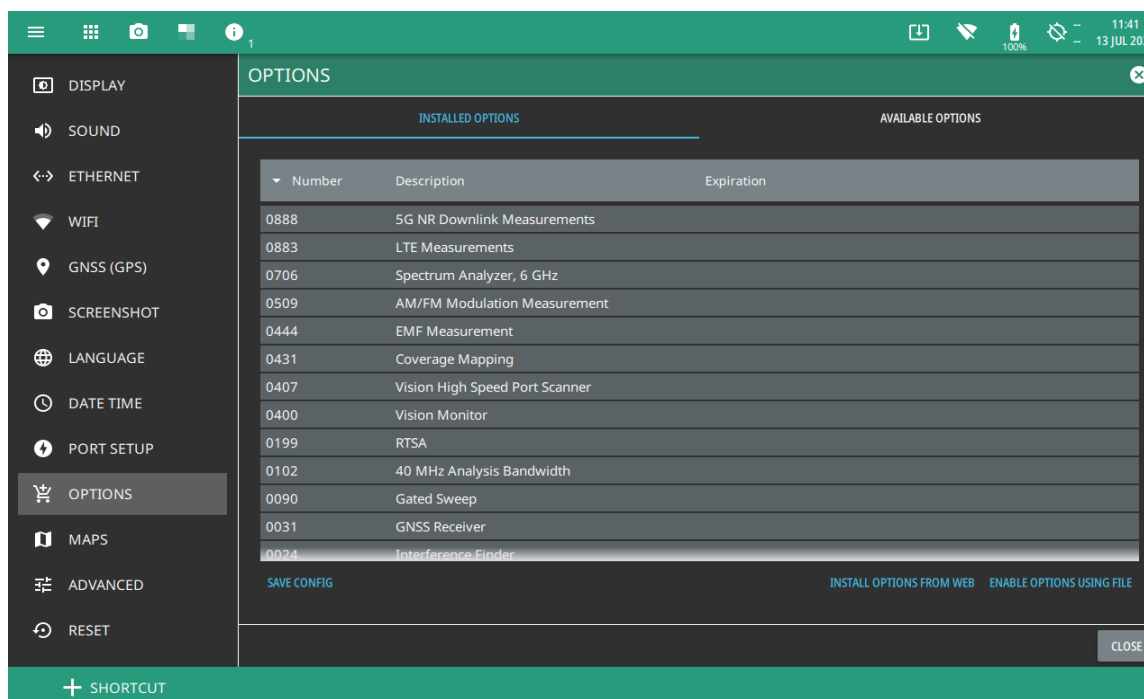 1
100%
--
--
11:41
13 JUL 20
DISPLAY
SOUND
ETHERNET
WIFI
GNSS (GPS)
SCREENSHOT
LANGUAGE
DATE TIME
PORT SETUP
OPTIONS
MAPS
ADVANCED
RESET
OPTIONS
INSTALLED OPTIONS AVAILABLE OPTIONS
Number Description Expiration
0888 5G NR Downlink Measurements
0883 LTE Measurements
0706 Spectrum Analyzer, 6 GHz
0509 AM/FM Modulation Measurement
0444 EMF Measurement
0431 Coverage Mapping
0407 Vision High Speed Port Scanner
0400 Vision Monitor
0199 RTSA
0102 40 MHz Analysis Bandwidth
0090 Gated Sweep
0031 GNSS Receiver
0024 Interference Finder
SAVE CONFIG INSTALL OPTIONS FROM WEB ENABLE OPTIONS USING FILE
CLOSE
SHORTCUT